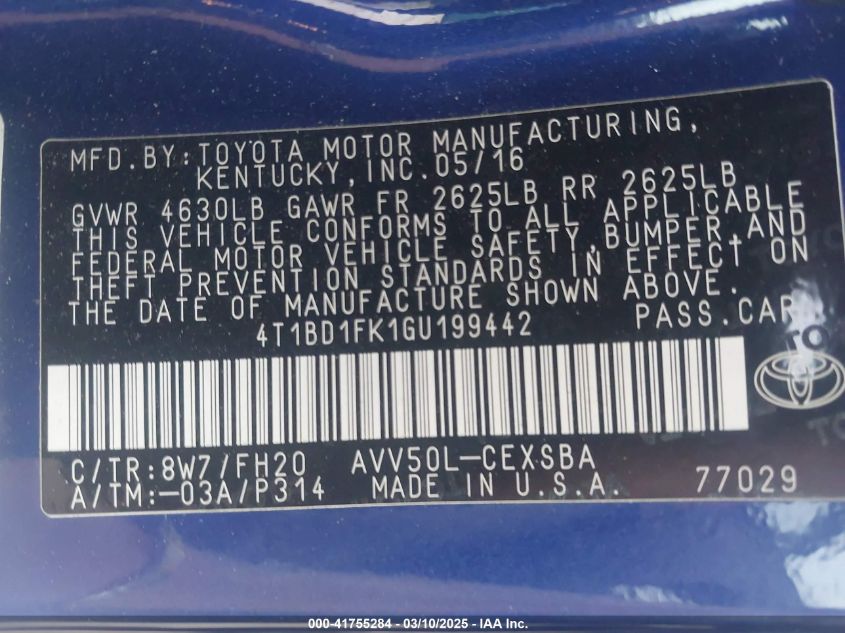 MFD.BY:TOYOTA MOTOR MANUFACTURING,
KENTUCKY,INC.05/16
GVWR 4630LB GAWR FR 2625LB RR 2625LB
THIS VEHICLE CONFORMS TO ALL APPLICABLE
FEDERAL MOTOR VEHICLE SAFETY,BUMPER,AND
THEFT PREVENTION STANDARDS IN EFFECT ON
THE DATE OF MANUFACTURE SHOWN ABOVE.
4T1BD1FK1GU199442 PASS.CAR
C/TR:8W7/FH20 AVV50L-CEXSBA
A/TM:-03A/P314 MADE IN U.S.A. 77029
000-41755284 - 03/10/2025 - IAA Inc.